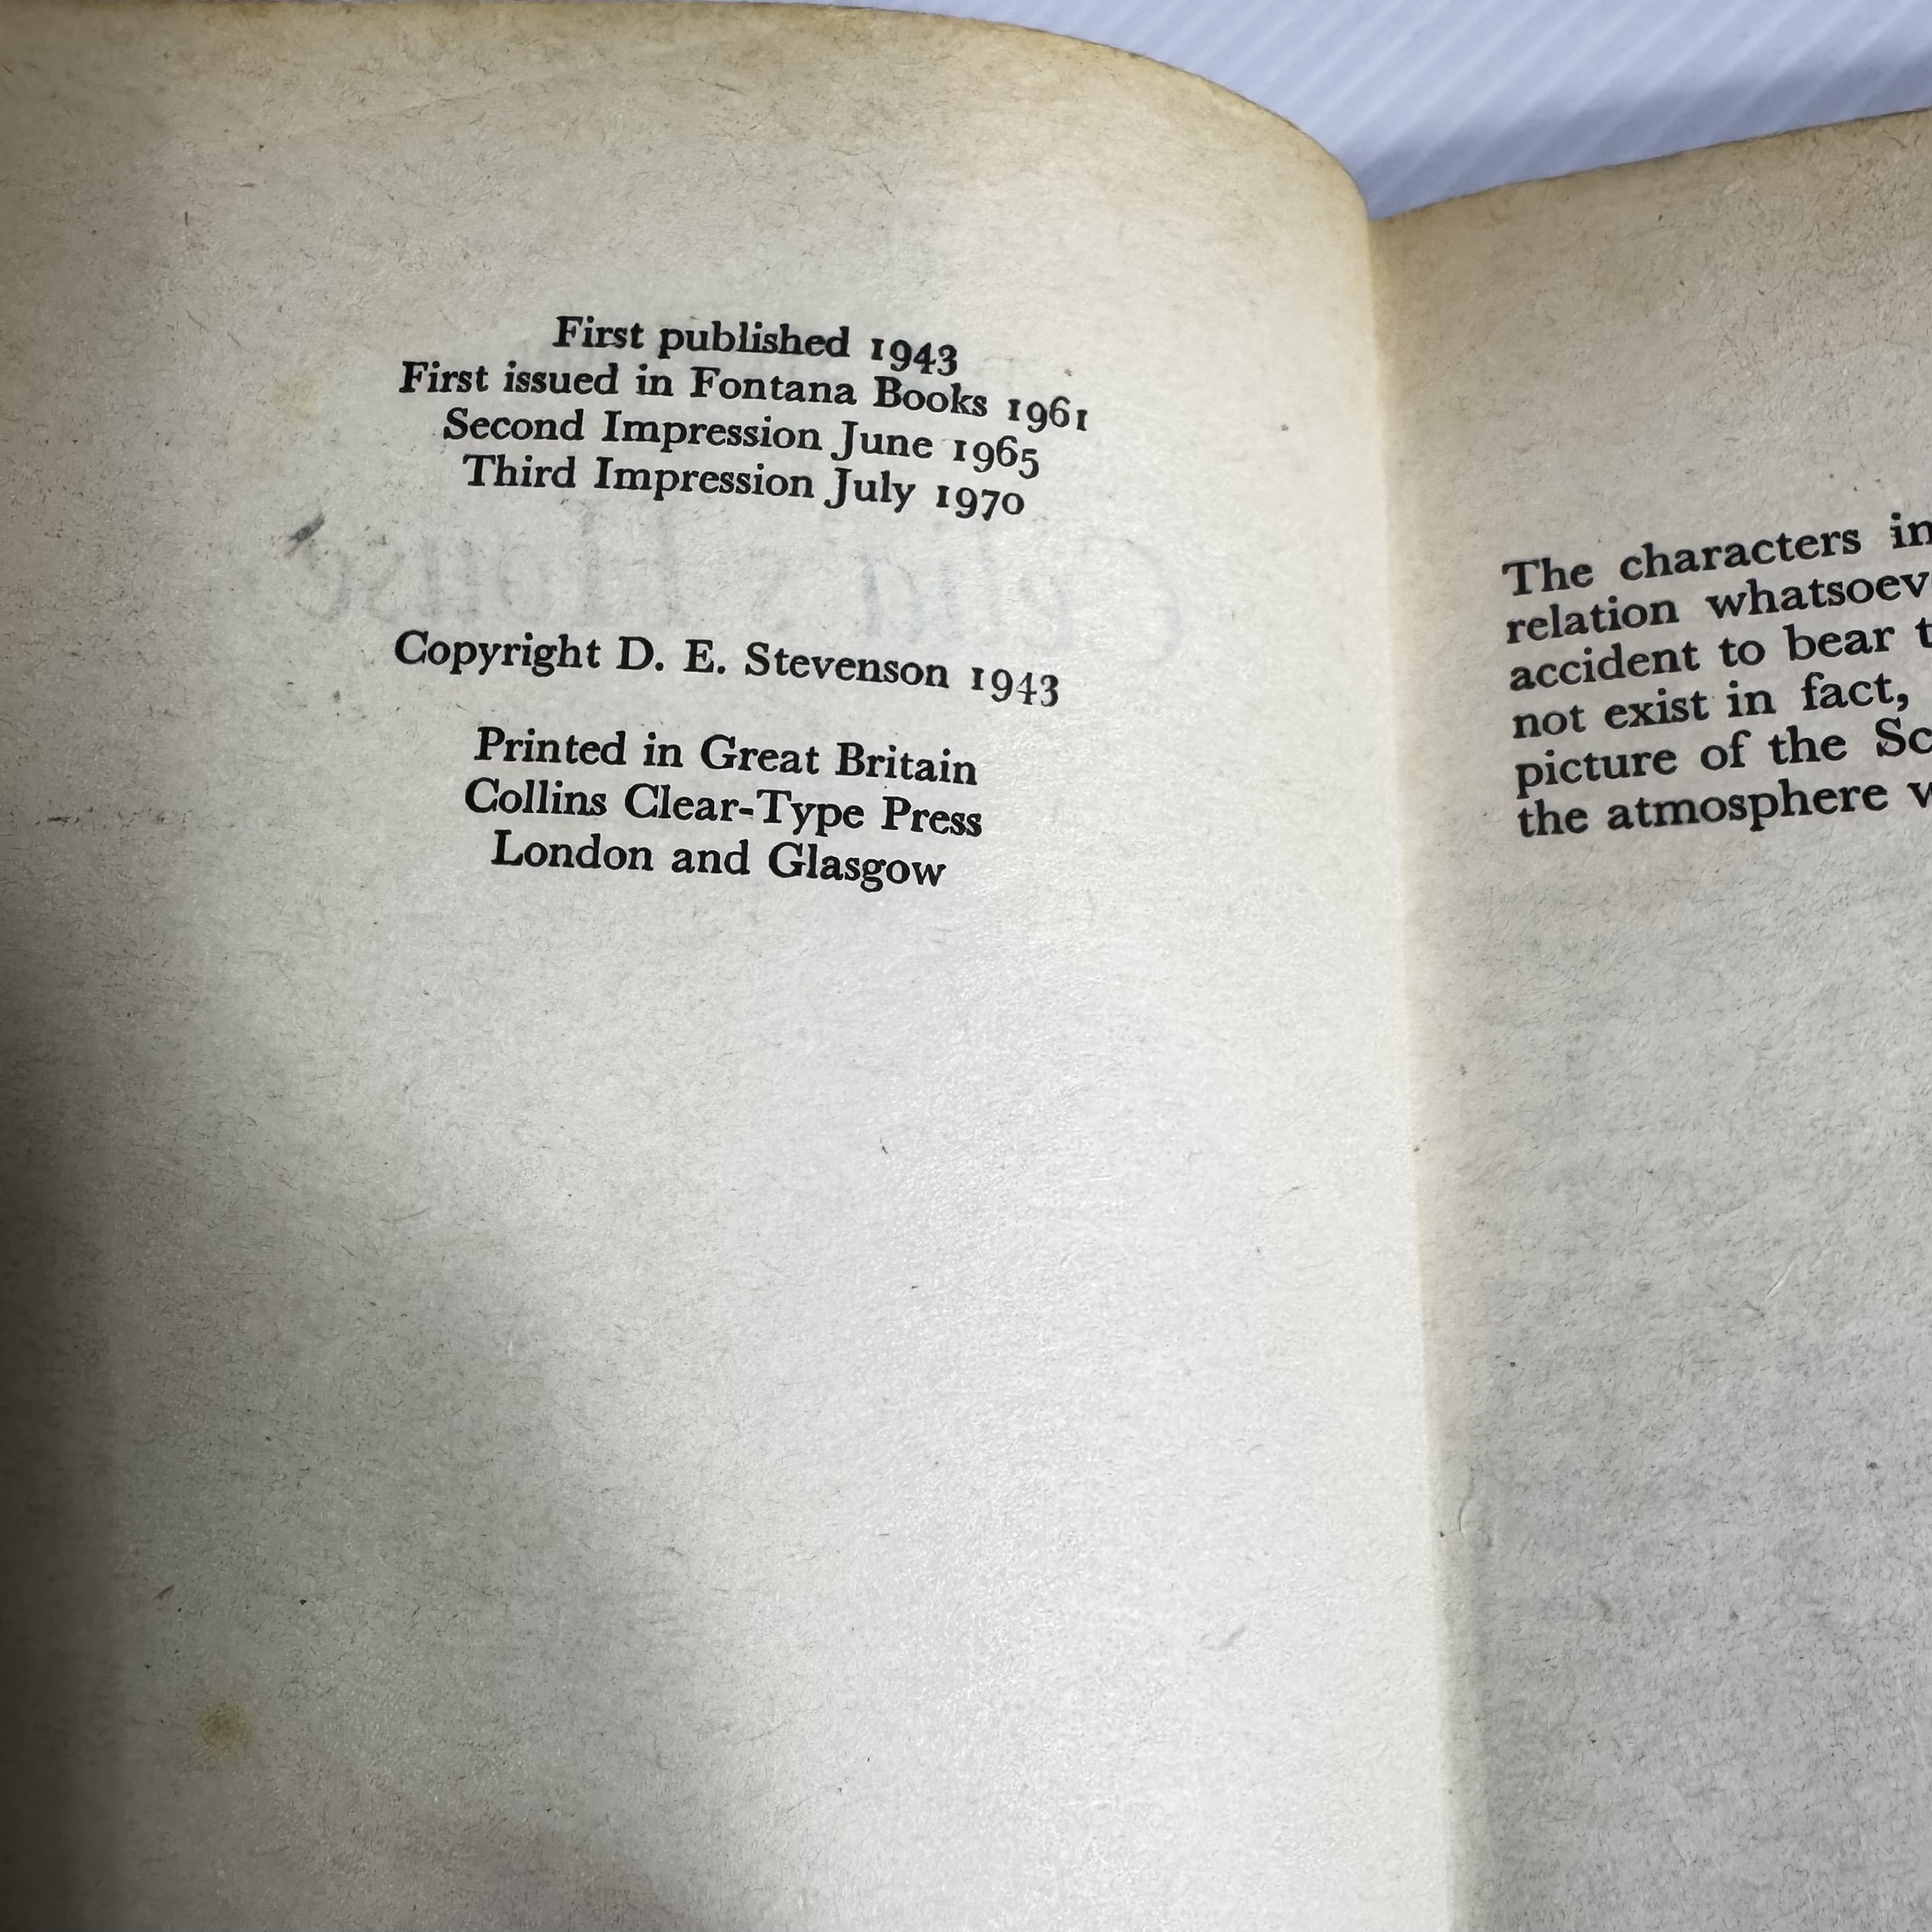 First published 1943
First issued in Fontana Books 1961
Second Impression June 1965
Third Impression July 1970
Celia's House
Copyright D. E. Stevenson 1943
Printed in Great Britain
Collins Clear-Type Press
London and Glasgow
The characters in
relation whatsoev
accident to bear t
not exist in fact,
picture of the Sc
the atmosphere w